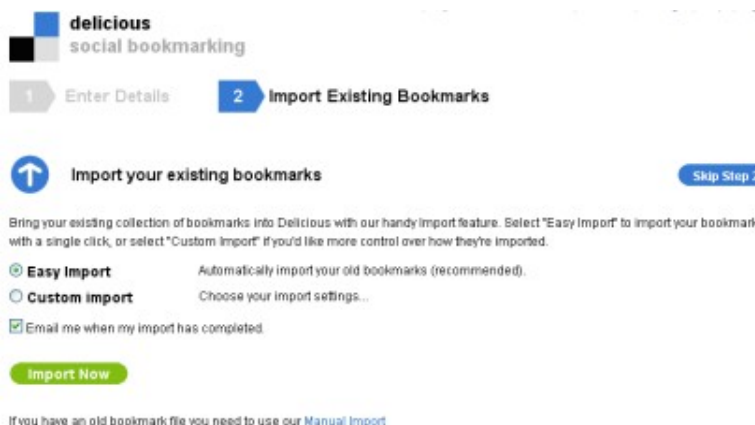 delicious
social bookmarking
1 Enter Details 2 Import Existing Bookmarks
Import your existing bookmarks Skip Step 2
Bring your existing collection of bookmarks into Delicious with our handy Import feature. Select "Easy Import" to import your bookmark
with a single click, or select "Custom Import" if you'd like more control over how they're imported.
Easy Import Automatically import your old bookmarks (recommended).
Custom import Choose your import settings...
Email me when my import has completed.
Import Now
If you have an old bookmark file you need to use our Manual Import